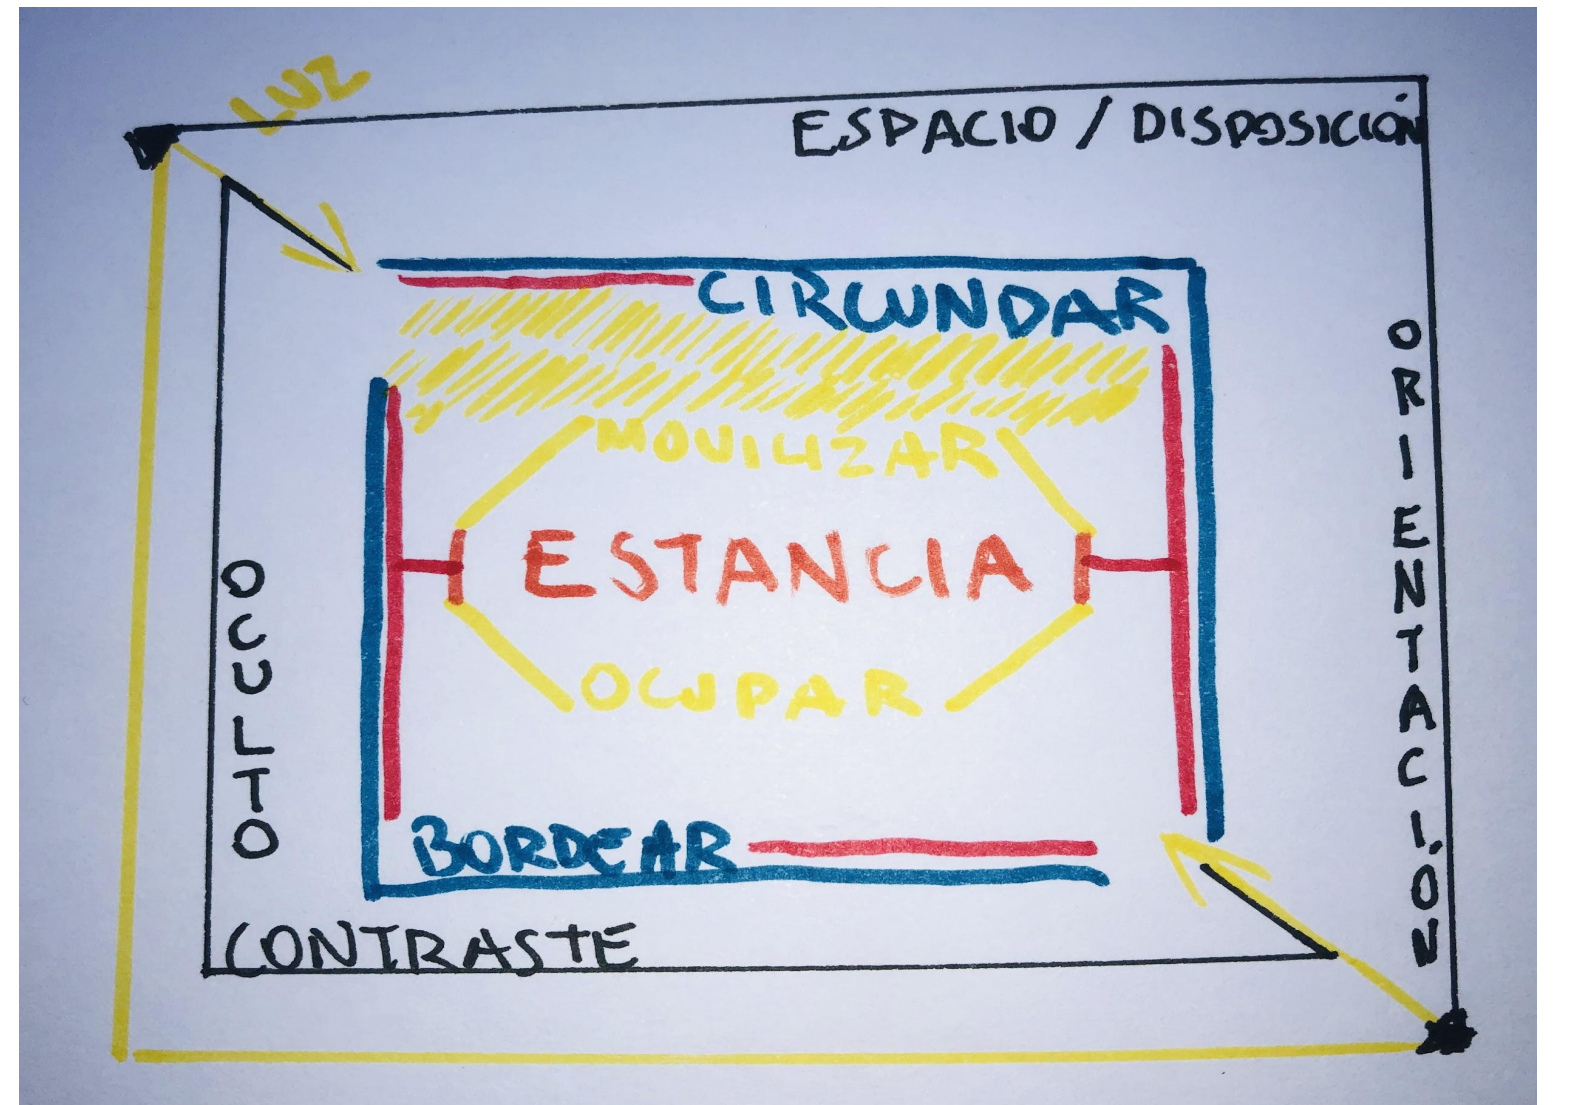 LUZ
ESPACIO / DISPOSICIÓN
CIRCUNDAR
ORIENTACIÓN
MOVILIZAR
ESTANCIA
OCULTO
OCUPAR
BORDEAR
CONTRASTE